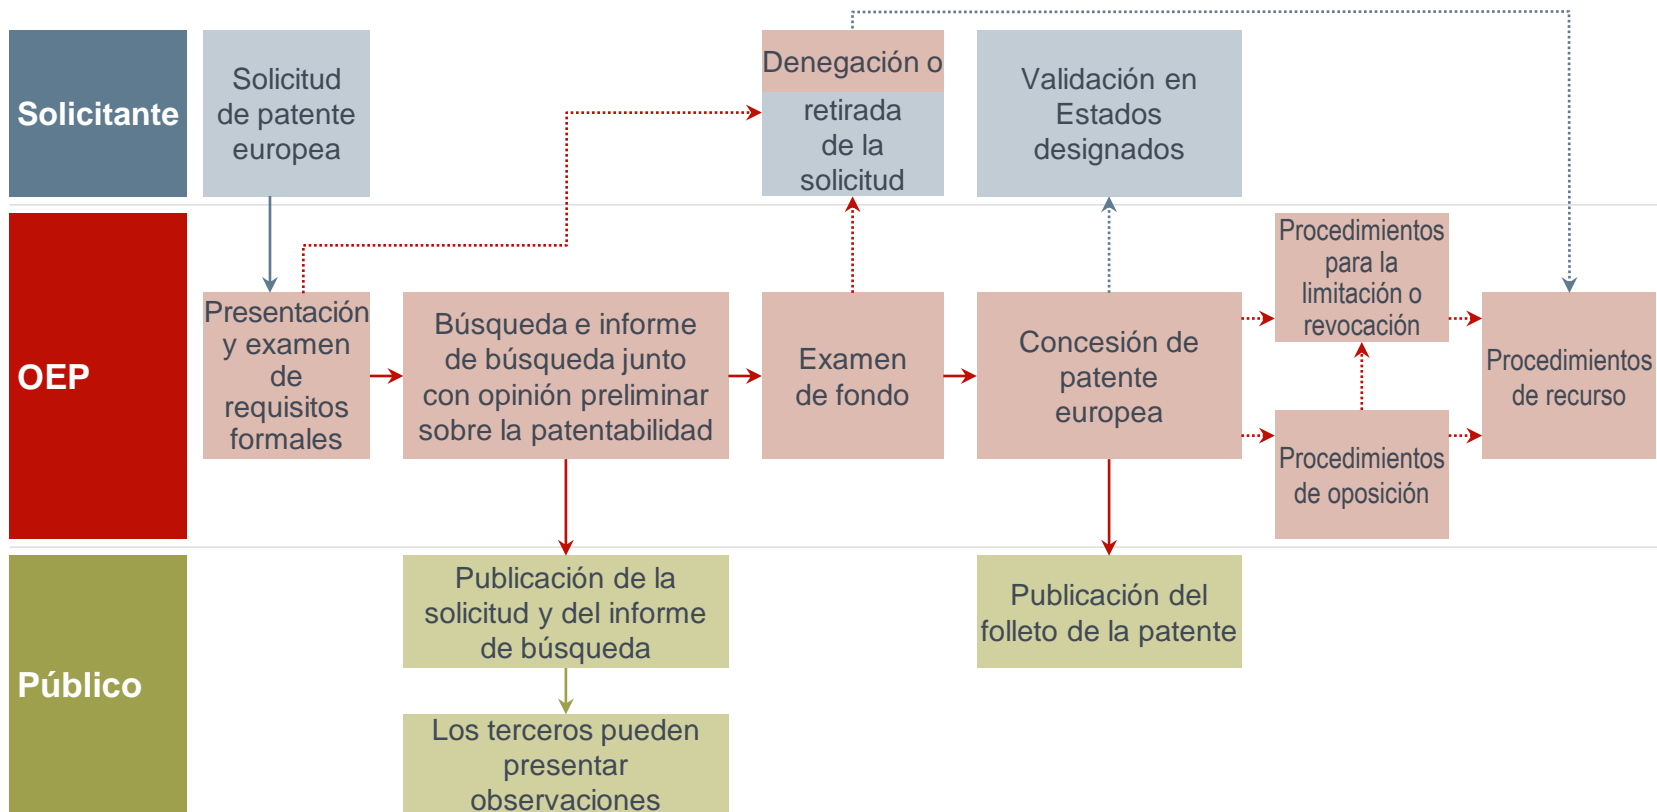 Solicitante
Solicitud
de patente
europea
Denegación o
retirada
de la
solicitud
Validación en
Estados
designados
OEP
Presentación
y examen
de
requisitos
formales
Búsqueda e informe
de búsqueda junto
con opinión preliminar
sobre la patentabilidad
Examen
de fondo
Concesión de
patente
europea
Procedimientos
para la
limitación o
revocación
Procedimientos
de oposición
Procedimientos
de recurso
Público
Publicación de la
solicitud y del informe
de búsqueda
Los terceros pueden
presentar
observaciones
Publicación del
folleto de la patente